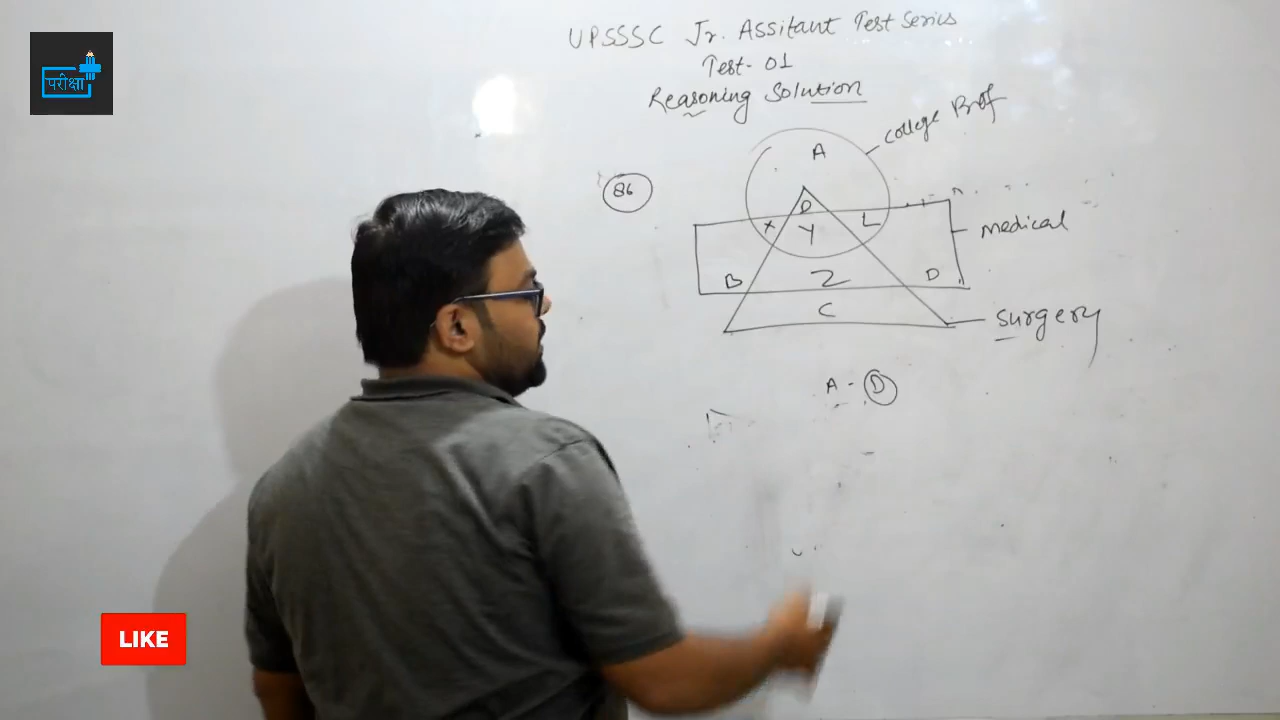 परीक्षा
UPSSSC Jr. Assitant Test Series
Test-01
Reasoning Solution
college Prof
A
86
D
X Y L
medical
B Z D
C
surgery
A - D
LIKE